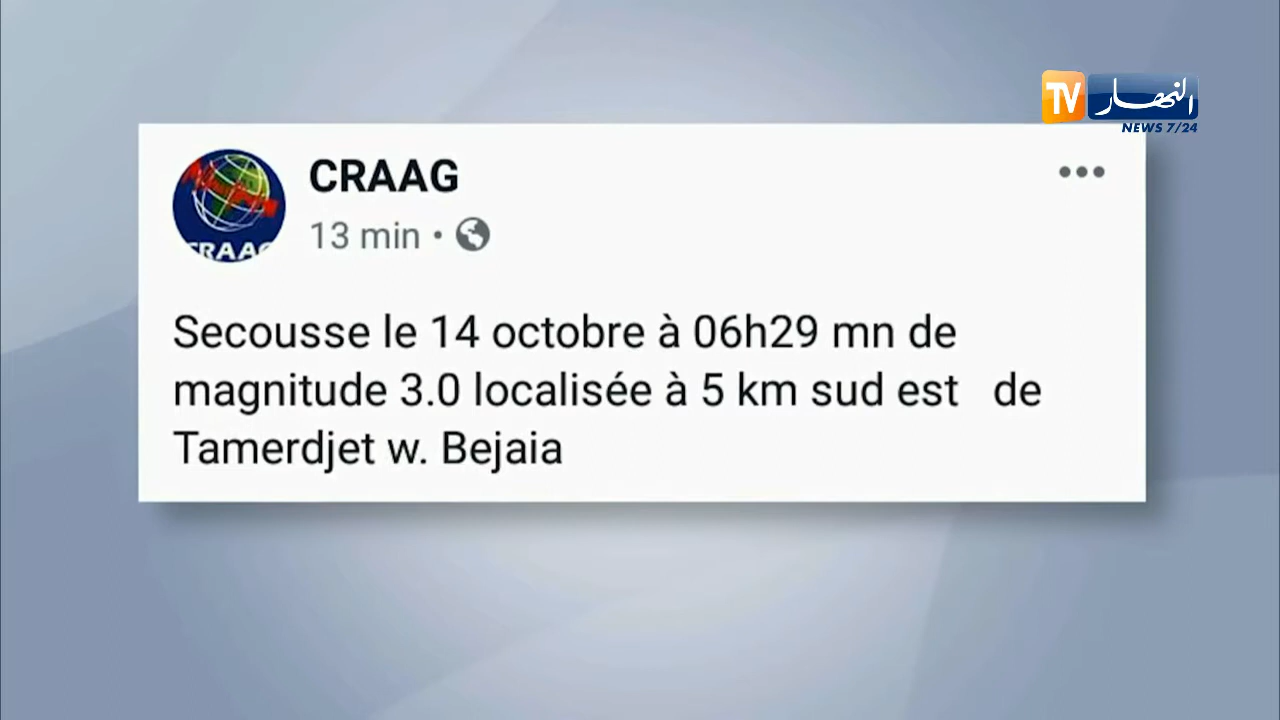 TV النهار
NEWS 7/24
CRAAG
13 min
CRAAG
Secousse le 14 octobre à 06h29 mn de
magnitude 3.0 localisée à 5 km sud est de
Tamerdjet w. Bejaia